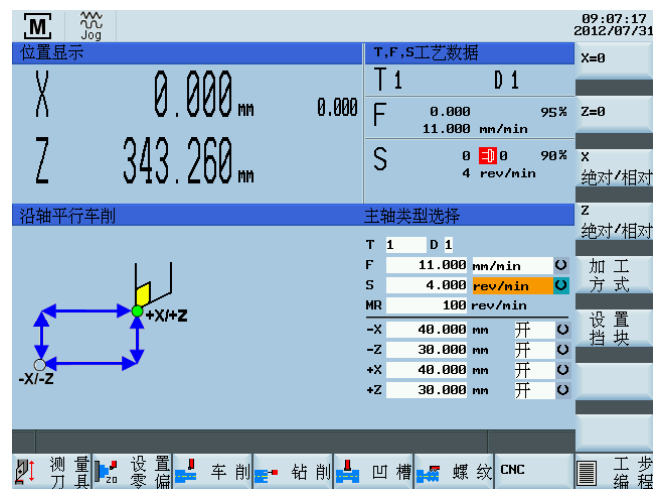 M
Jog
09:07:17
2012/07/31
位置显示
X 0.000 mm 0.000
Z 343.260 mm
T,F,S工艺数据
T 1 D 1
F 0.000 95%
11.000 mm/min
S 0 0 90%
4 rev/min
X=0
Z=0
X
绝对/相对
Z
绝对/相对
加工
方式
设置
挡块
沿轴平行车削
+X/+Z
-X/-Z
主轴类型选择
T 1 D 1
F 11.000 mm/min
S 4.000 rev/min
MR 100 rev/min
-X 40.000 mm 开
-Z 30.000 mm 开
+X 40.000 mm 开
+Z 30.000 mm 开
测量
刀具
Z0
设置
零偏
车削
钻削
凹槽
螺纹
CNC
工步
编程